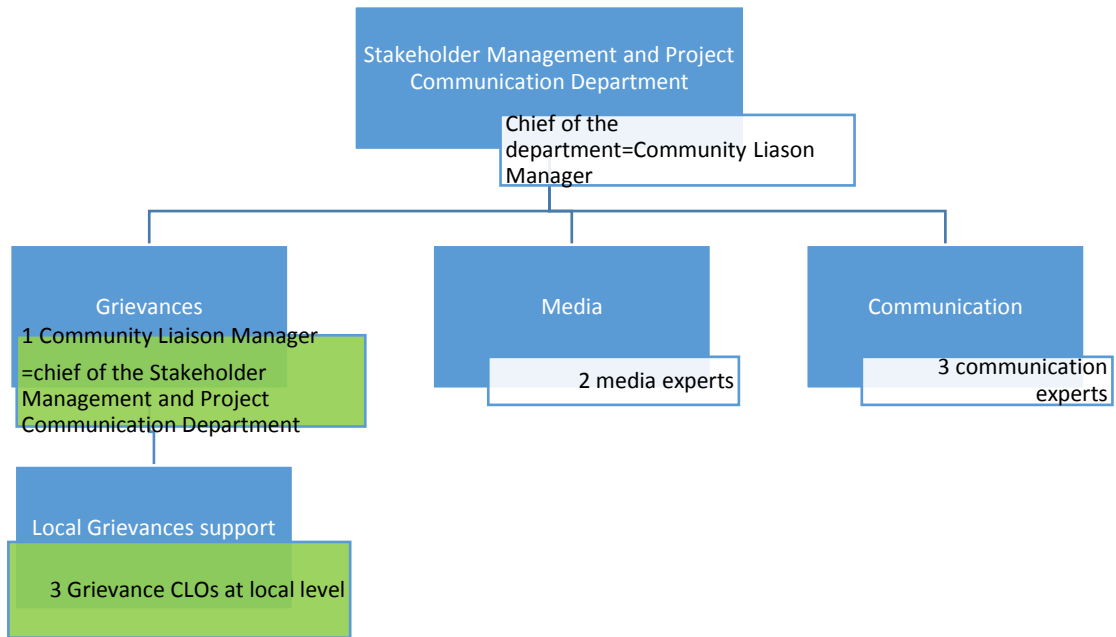 Stakeholder Management and Project
Communication Department
Chief of the
department=Community Liason
Manager
Grievances
1 Community Liaison Manager
=chief of the Stakeholder
Management and Project
Communication Department
Media
2 media experts
Communication
3 communication
experts
Local Grievances support
3 Grievance CLOs at local level